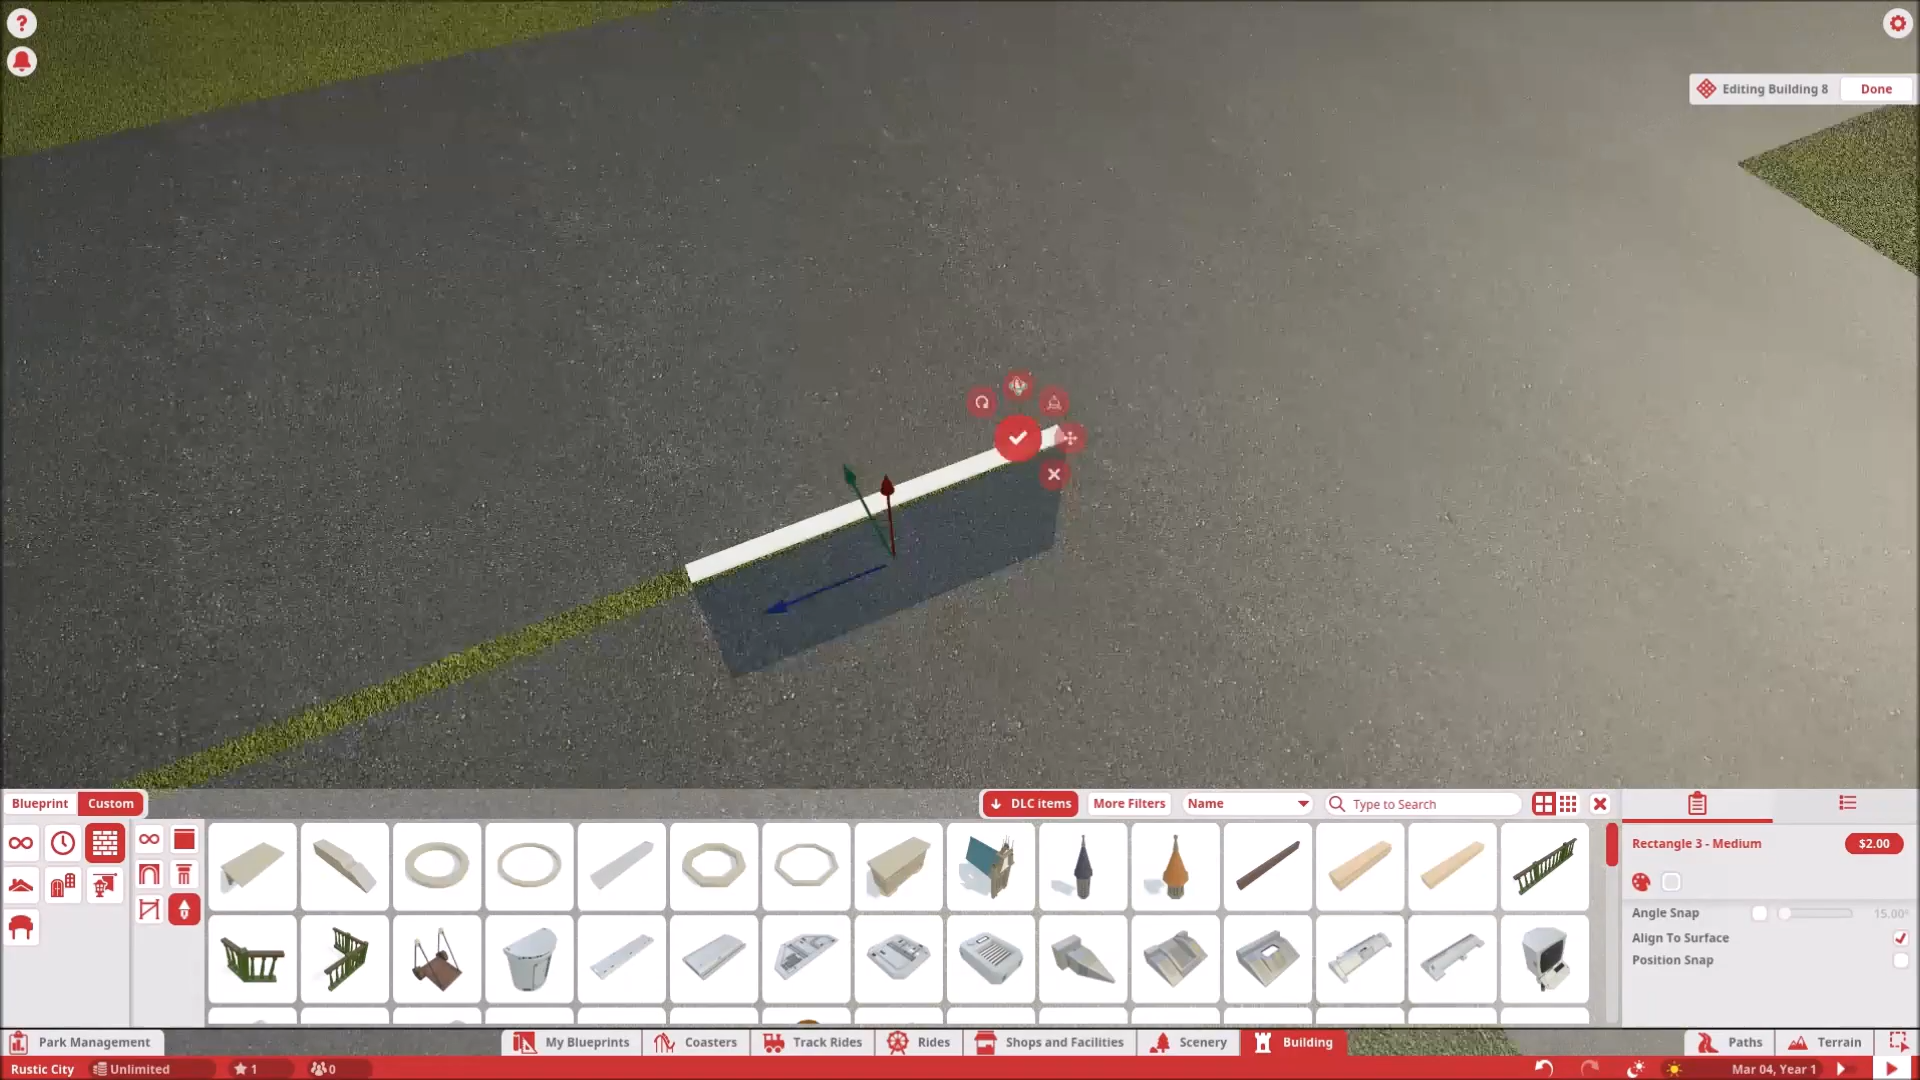 ?
Editing Building 8
Done
Blueprint
Custom
DLC items
More Filters
Name
Type to Search
Rectangle 3 - Medium
$2.00
Angle Snap
15.00°
Align To Surface
Position Snap
Park Management
My Blueprints
Coasters
Track Rides
Rides
Shops and Facilities
Scenery
Building
Paths
Terrain
Rustic City
Unlimited
1
0
Mar 04, Year 1